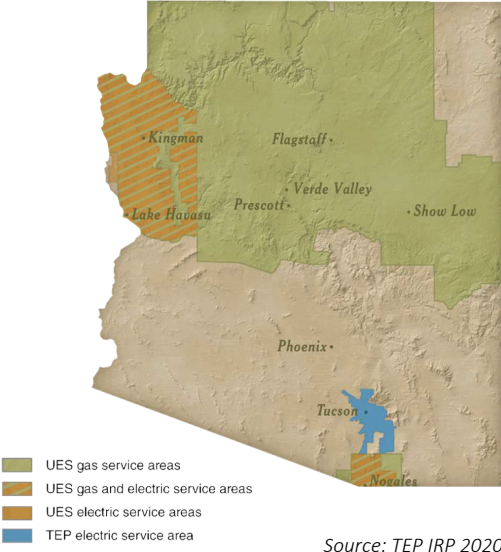 Kingman
Flagstaff
Verde Valley
Prescott
Lake Havasu
Show Low
Phoenix
Tucson
Nogales
UES gas service areas
UES gas and electric service areas
UES electric service areas
TEP electric service area
Source: TEP IRP 2020